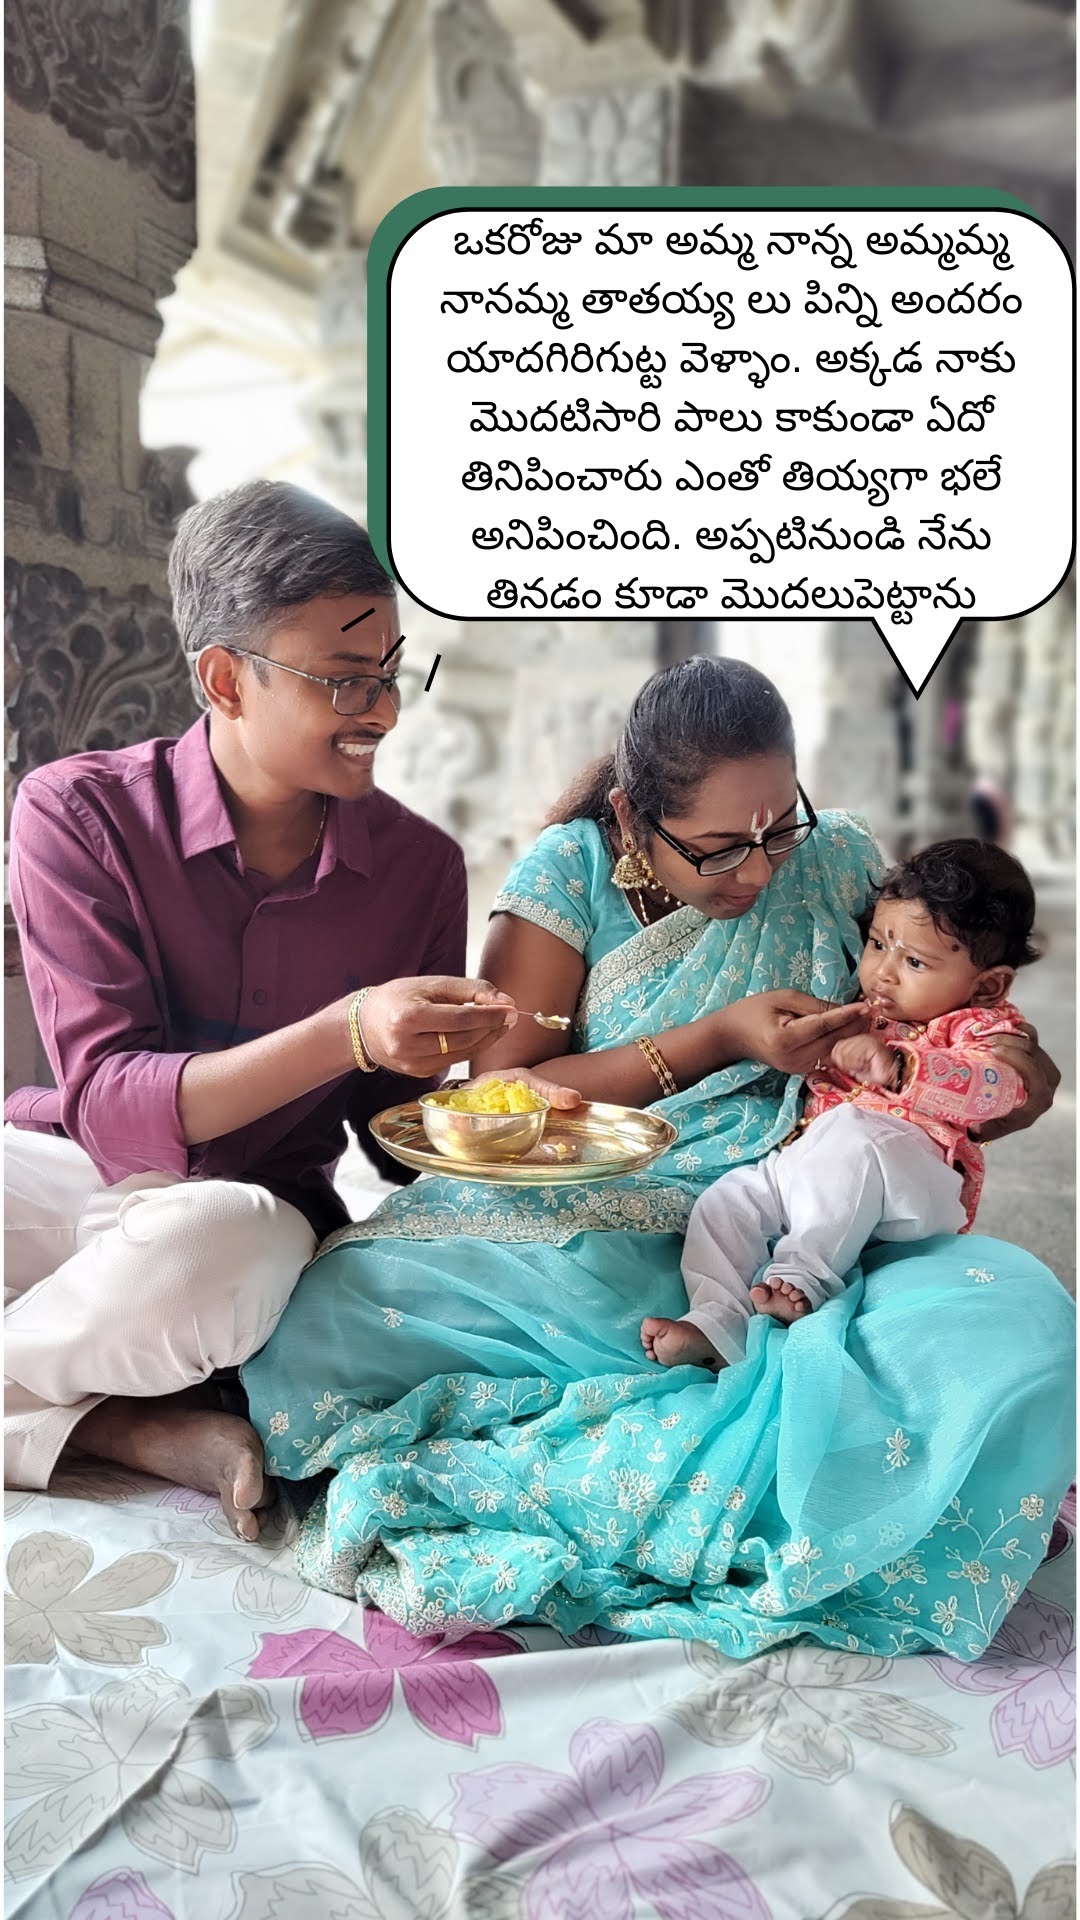 ఒకరోజు మా అమ్మ నాన్న అమ్మమ్మ
నానమ్మ తాతయ్య లు పిన్ని అందరం
యాదగిరిగుట్ట వెళ్ళాం. అక్కడ నాకు
మొదటిసారి పాలు కాకుండా ఏదో
తినిపించారు ఎంతో తియ్యగా భలే
అనిపించింది. అప్పటినుండి నేను
తినడం కూడా మొదలుపెట్టాను